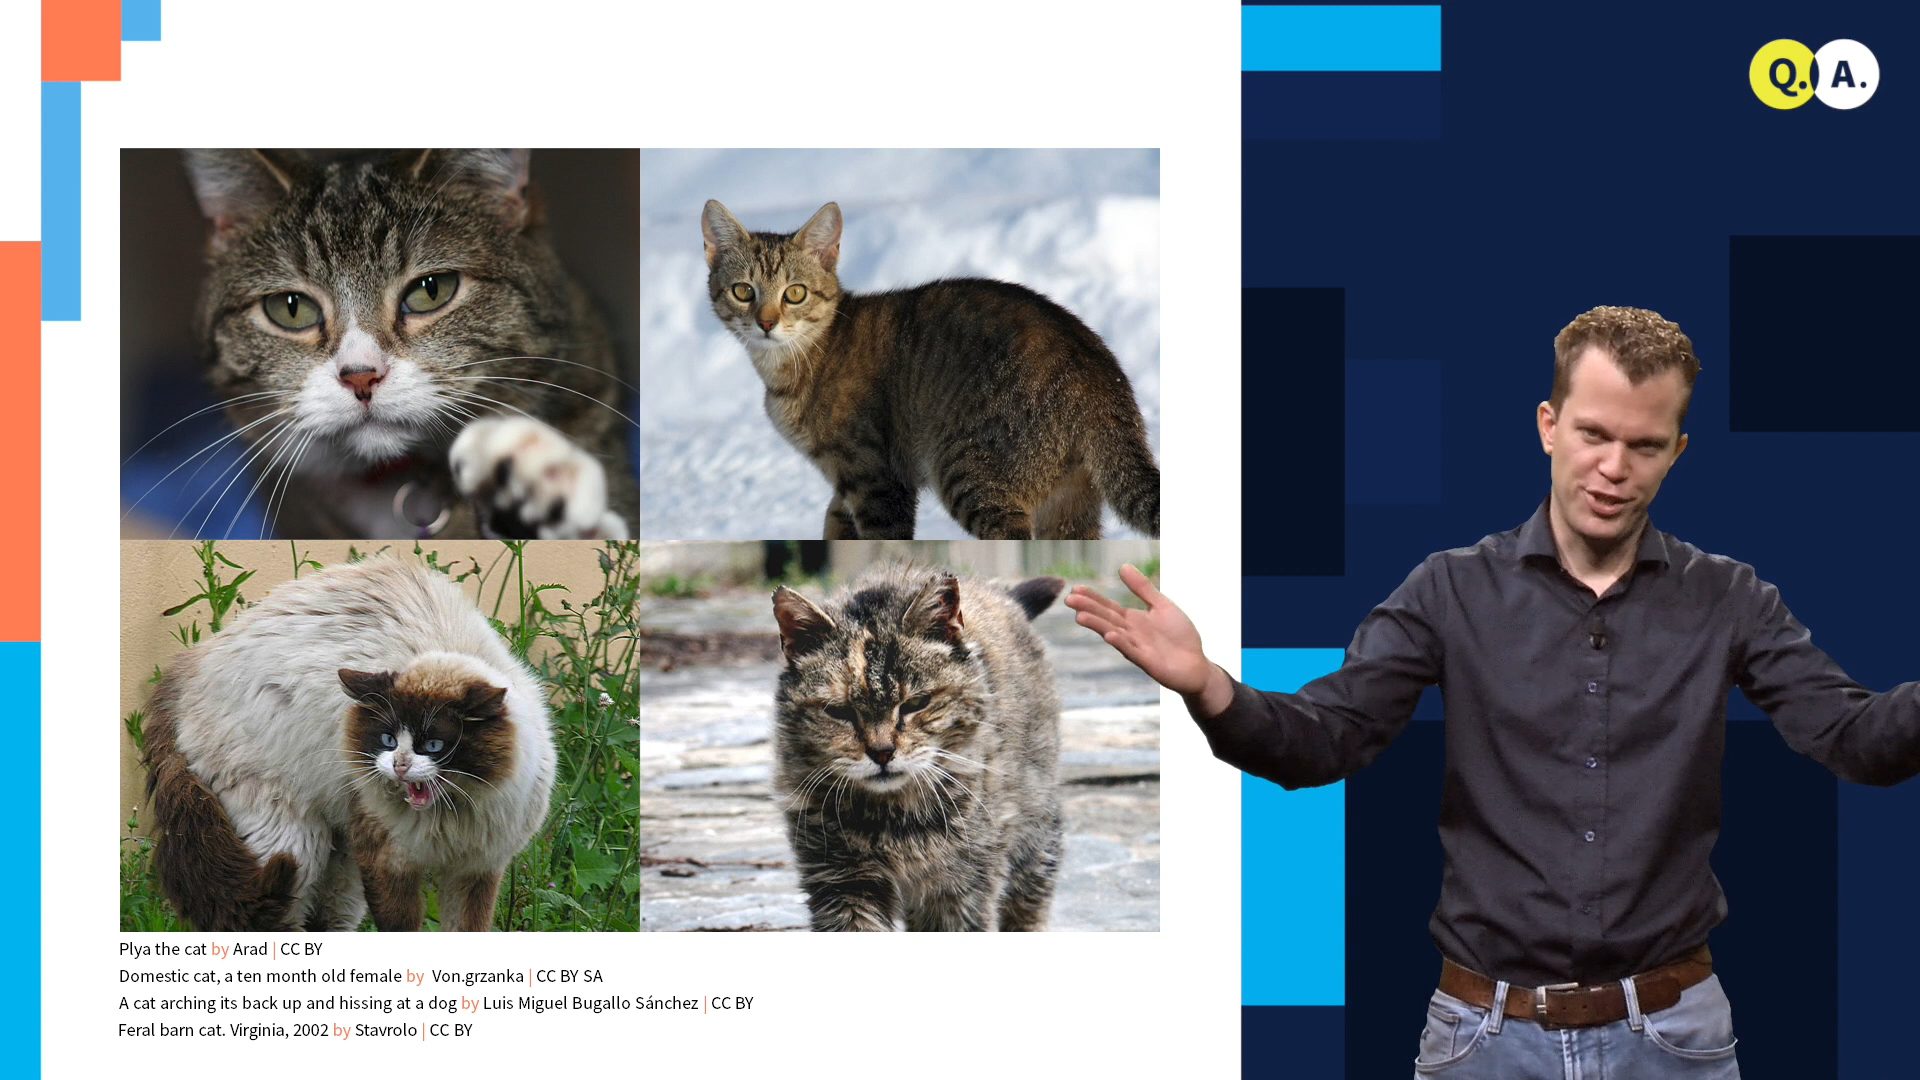 Q. A.
Plya the cat by Arad | CC BY
Domestic cat, a ten month old female by Von.grzanka | CC BY SA
A cat arching its back up and hissing at a dog by Luis Miguel Bugallo Sánchez | CC BY
Feral barn cat. Virginia, 2002 by Stavrolo | CC BY